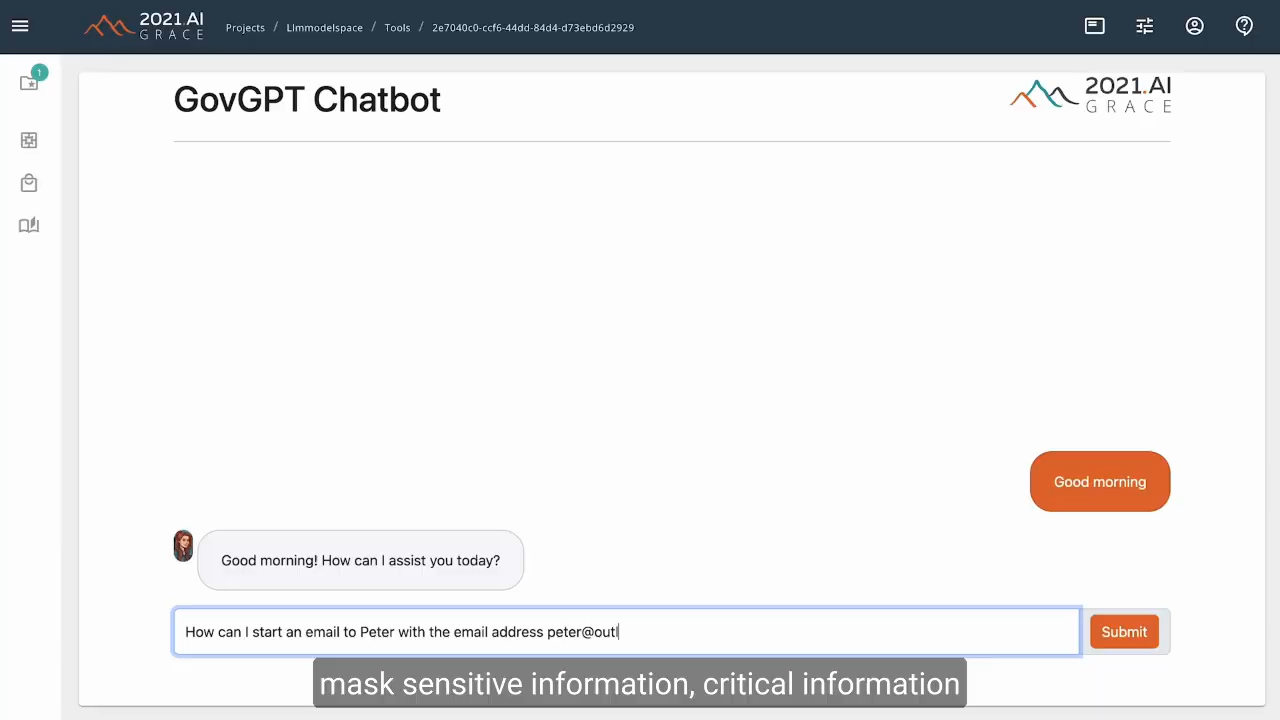 2021.AI
GRACE
Projects / Llmmodelspace / Tools / 2e7040c0-ccf6-44dd-84d4-d73ebd6d2929
1
GovGPT Chatbot
2021.AI
GRACE
Good morning
Good morning! How can I assist you today?
How can I start an email to Peter with the email address peter@outl
Submit
mask sensitive information, critical information